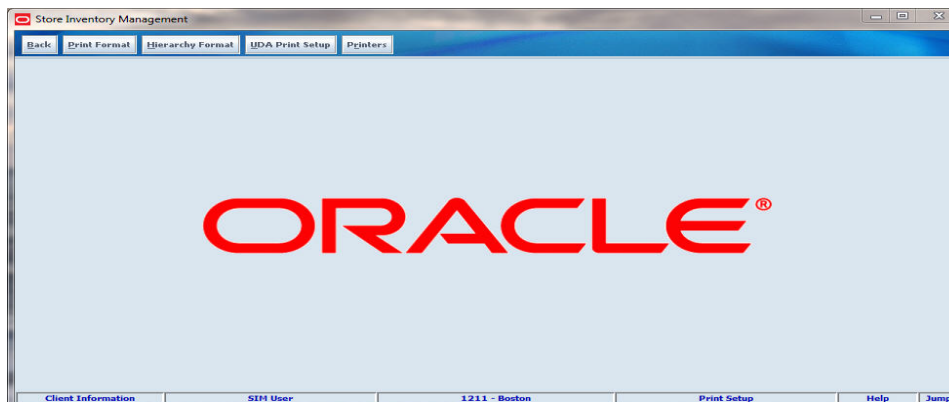 Store Inventory Management
Back Print Format Hierarchy Format UDA Print Setup Printers
ORACLE®
Client Information SIM User 1211 - Boston Print Setup Help Jump